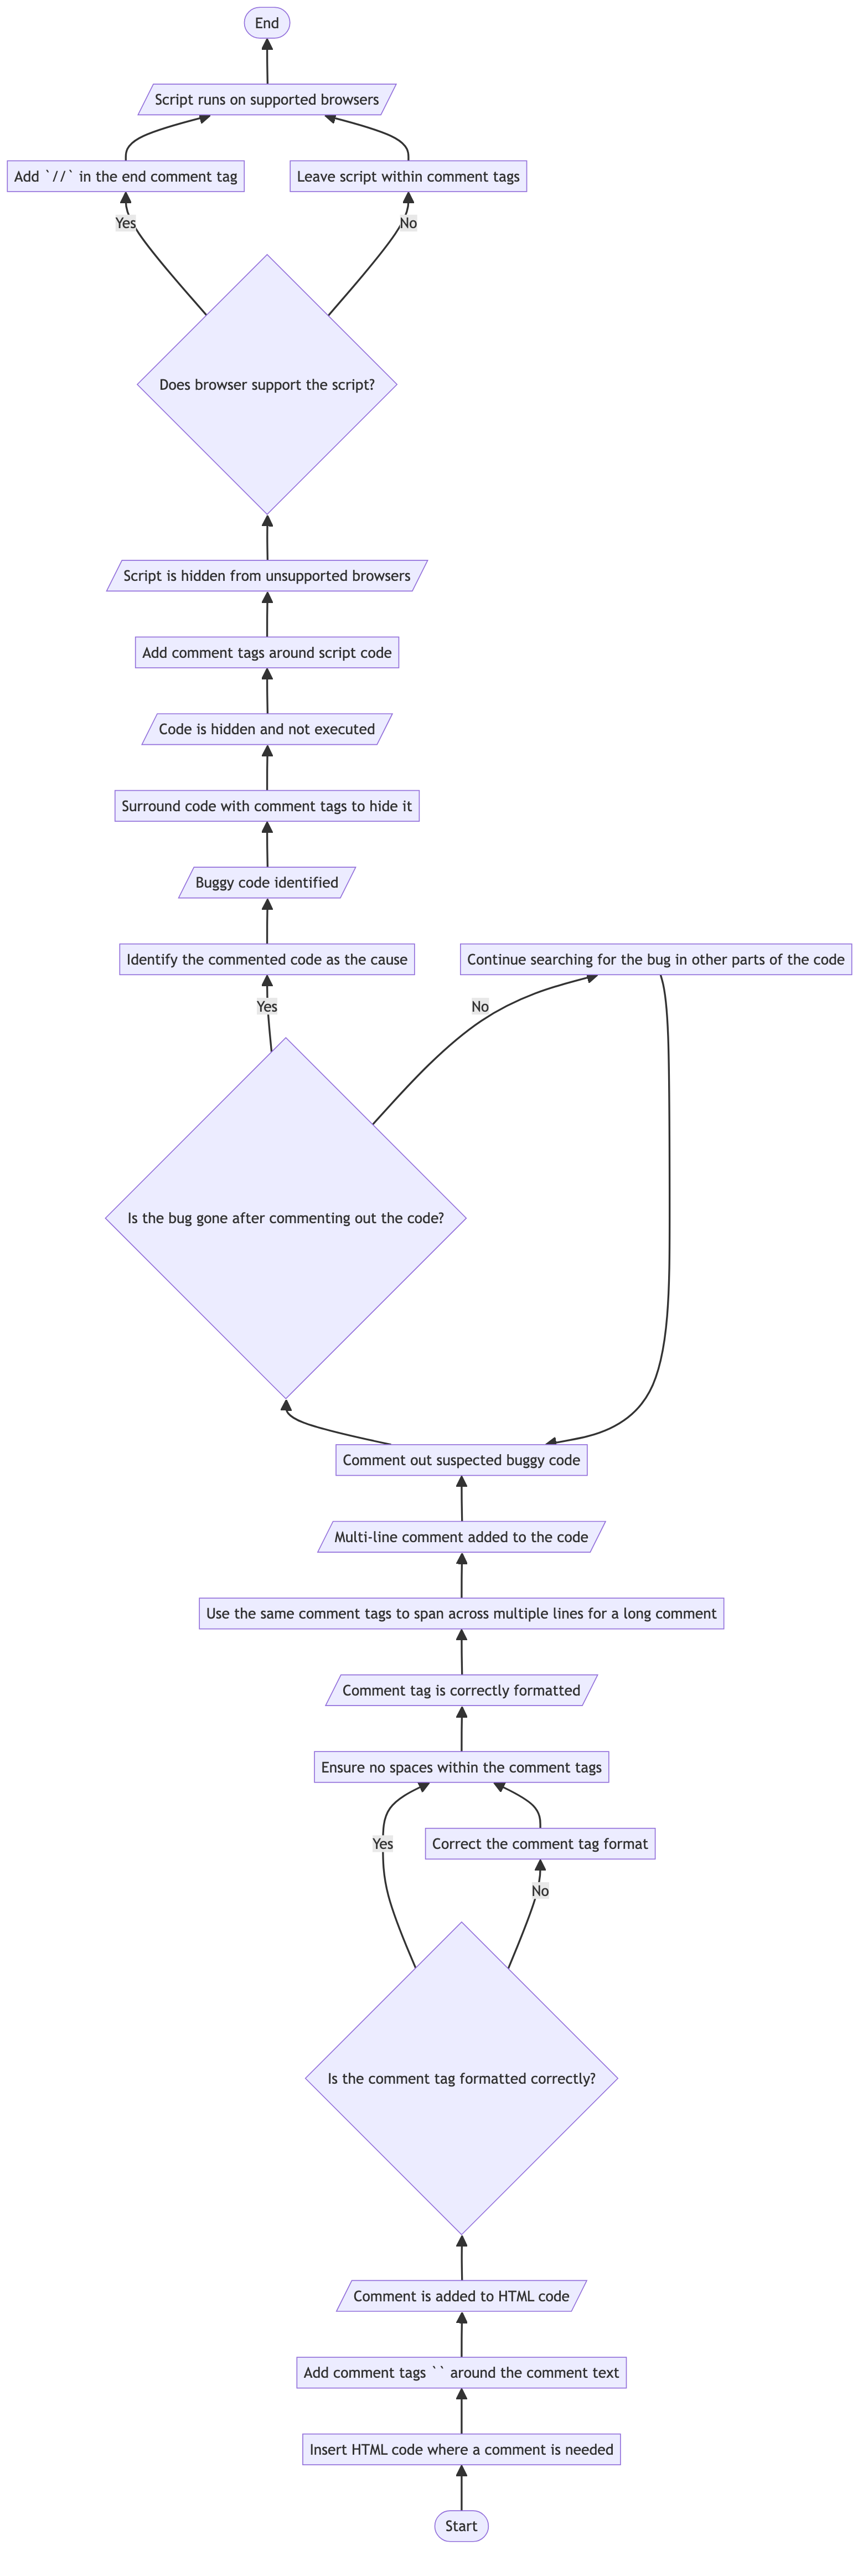 End
Script runs on supported browsers
Add `//` in the end comment tag
Leave script within comment tags
Yes
No
Does browser support the script?
Script is hidden from unsupported browsers
Add comment tags around script code
Code is hidden and not executed
Surround code with comment tags to hide it
Buggy code identified
Identify the commented code as the cause
Continue searching for the bug in other parts of the code
Yes
No
Is the bug gone after commenting out the code?
Comment out suspected buggy code
Multi-line comment added to the code
Use the same comment tags to span across multiple lines for a long comment
Comment tag is correctly formatted
Ensure no spaces within the comment tags
Yes
Correct the comment tag format
No
Is the comment tag formatted correctly?
Comment is added to HTML code
Add comment tags `` around the comment text
Insert HTML code where a comment is needed
Start